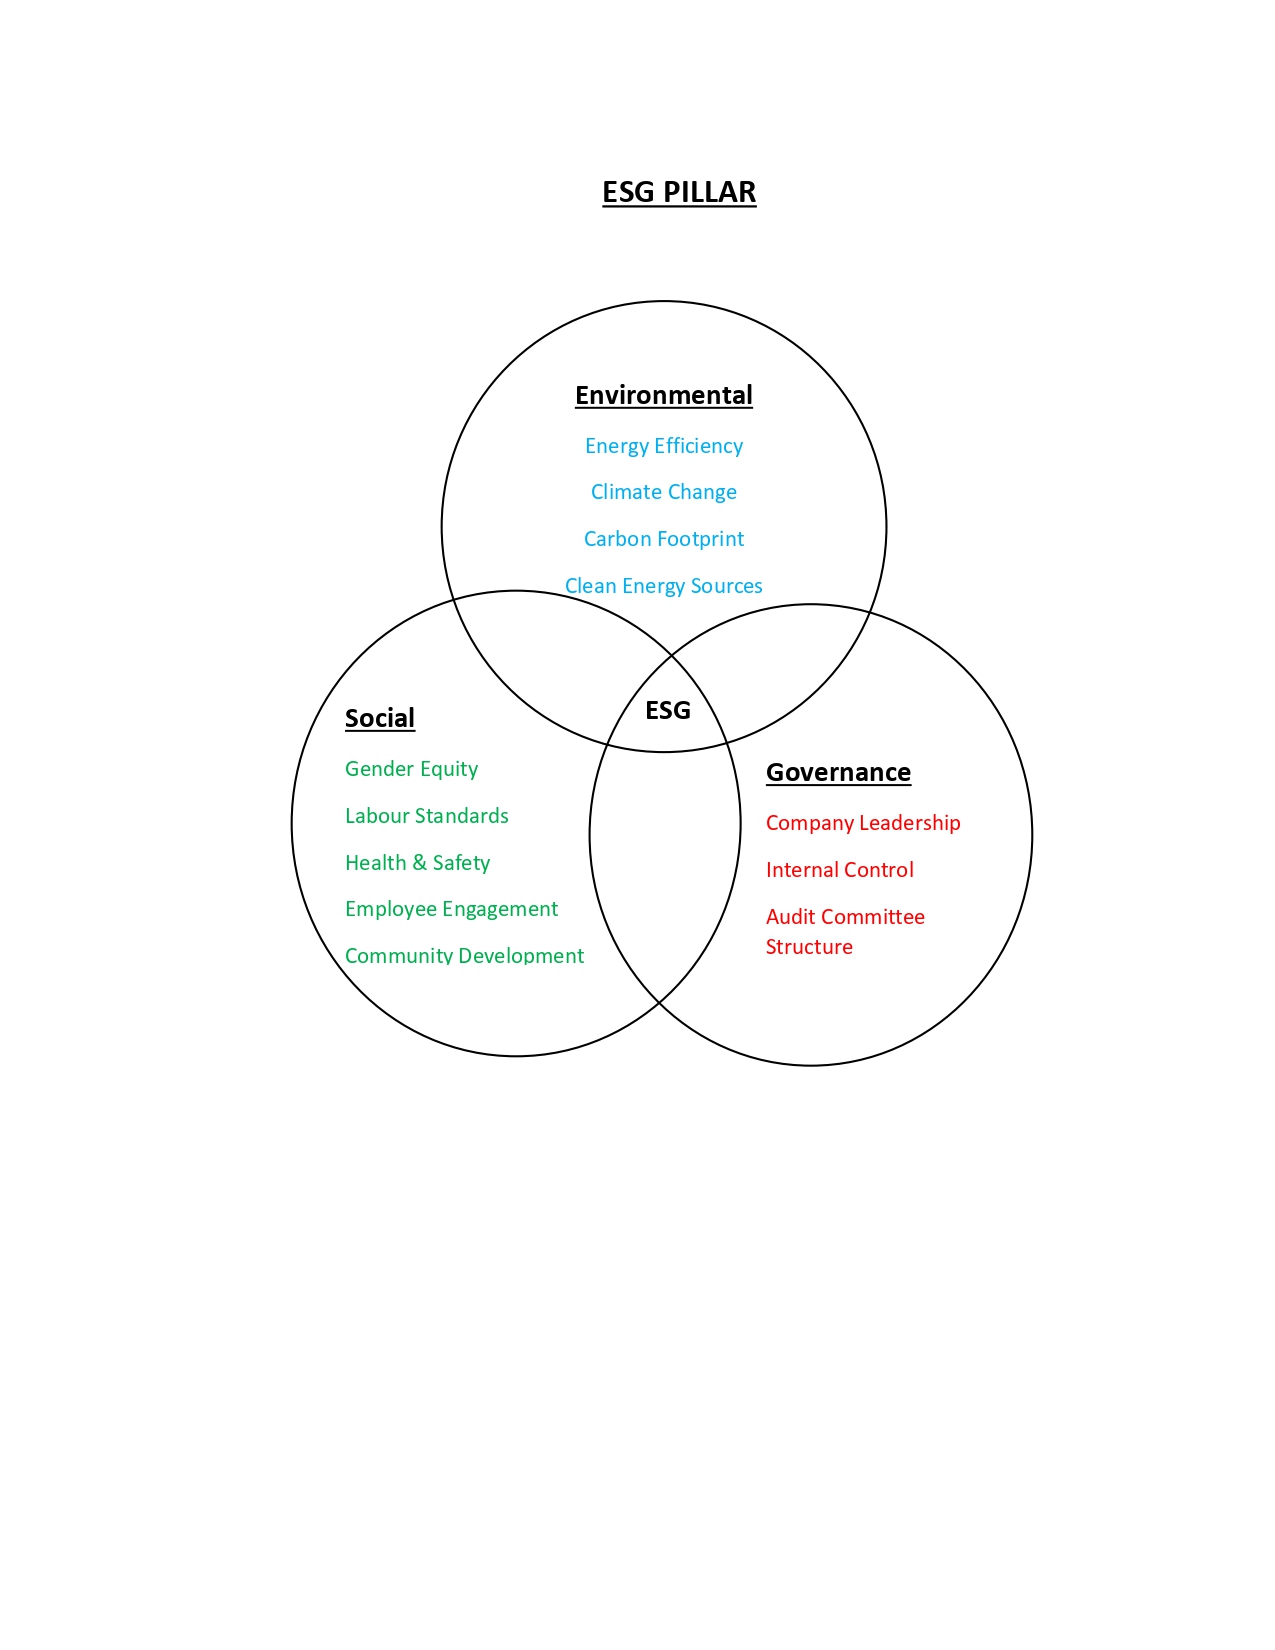 ESG PILLAR
Environmental
Energy Efficiency
Climate Change
Carbon Footprint
Clean Energy Sources
ESG
Social
Gender Equity
Labour Standards
Health & Safety
Employee Engagement
Community Development
Governance
Company Leadership
Internal Control
Audit Committee
Structure